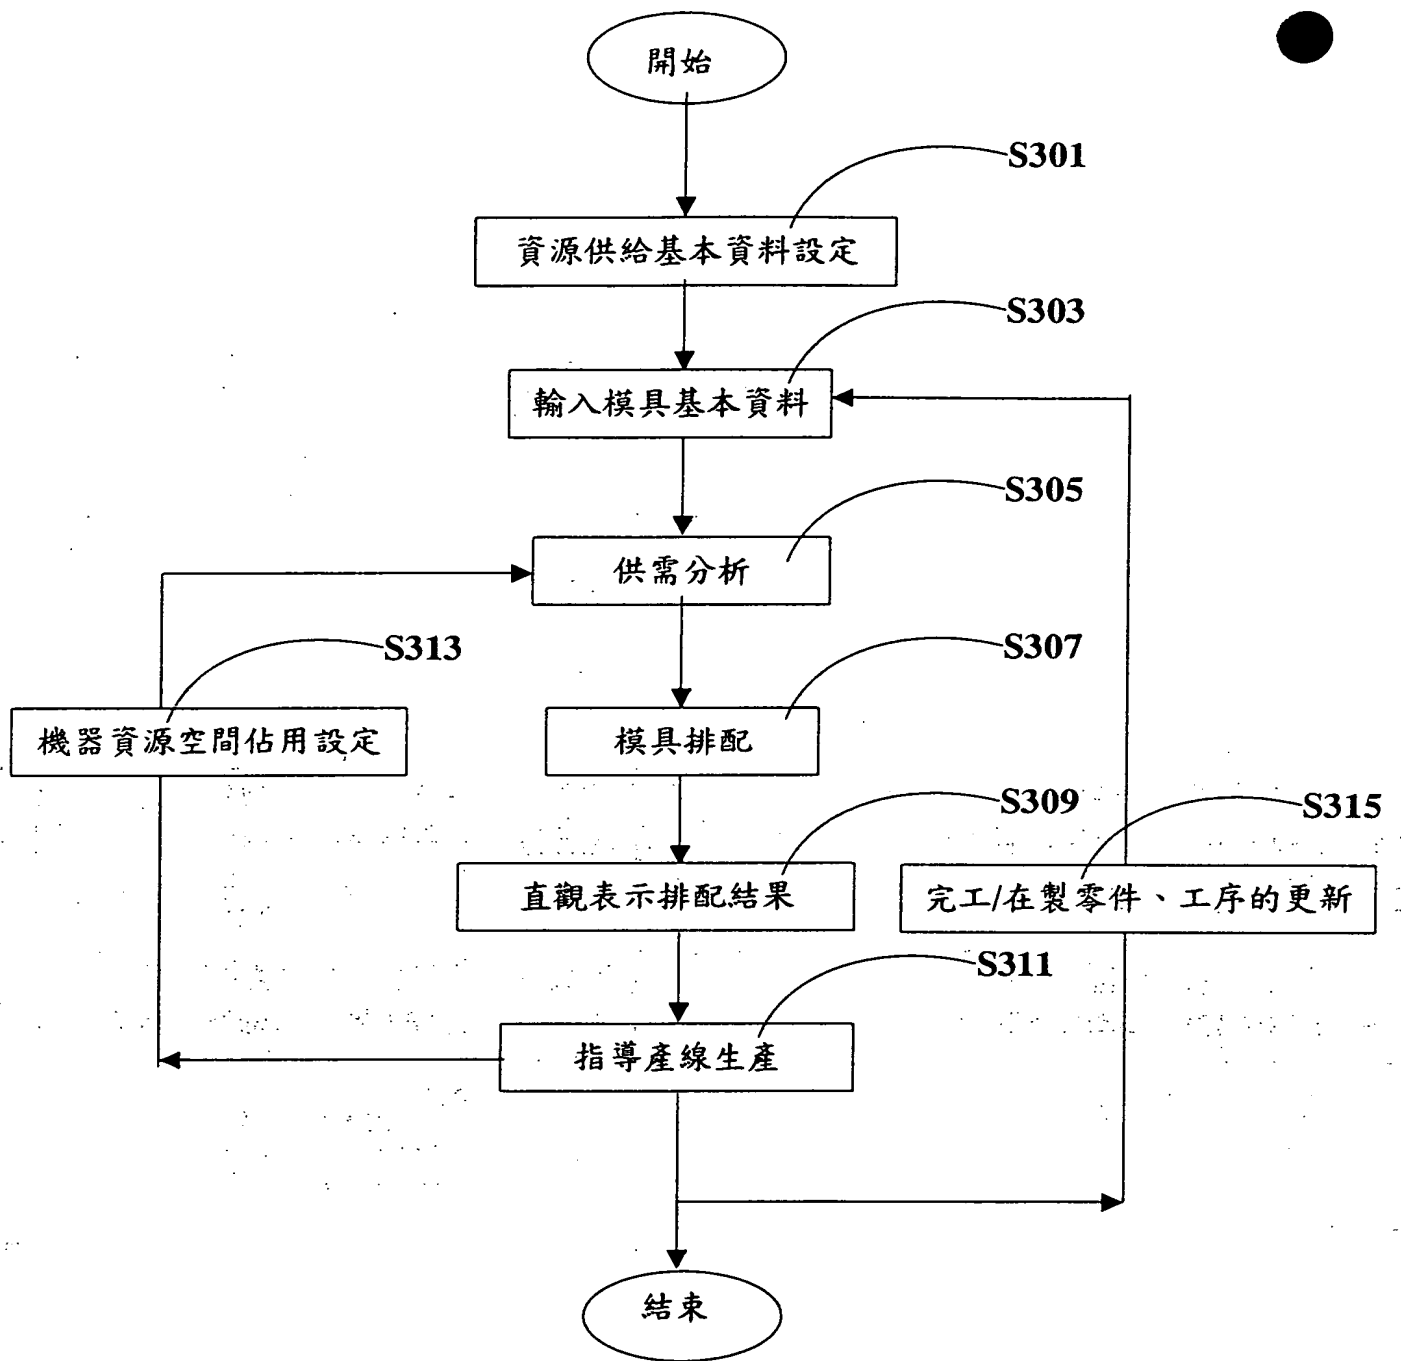 開始
S301
資源供給基本資料設定
S303
輸入模具基本資料
S305
供需分析
S313
S307
機器資源空間佔用設定
模具排配
S309
S315
直觀表示排配結果
完工/在製零件、工序的更新
S311
指導產線生產
結束